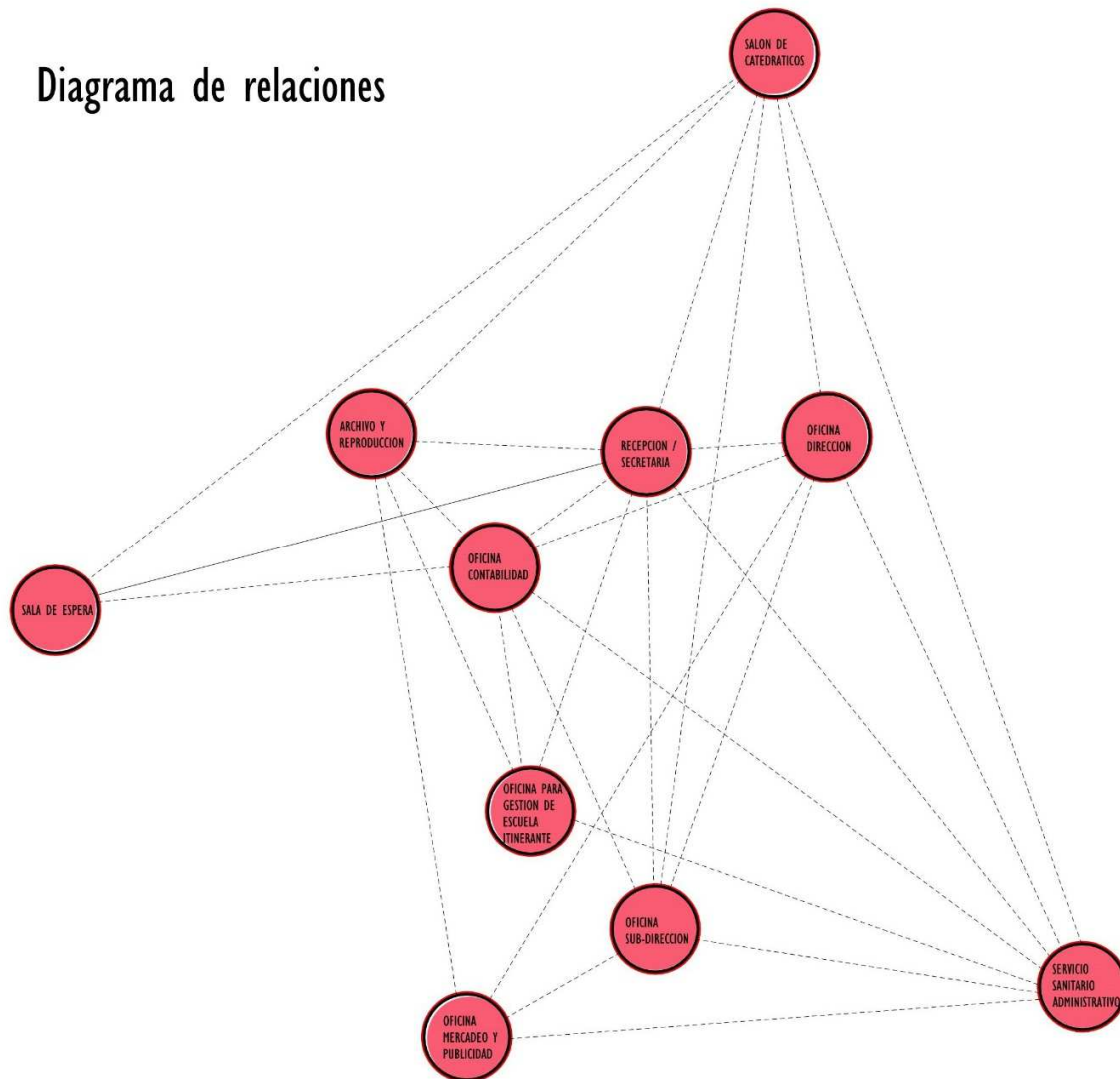 Diagrama de relaciones
SALON DE
CATEDRATICOS
ARCHIVO Y
REPRODUCCION
RECEPCION /
SECRETARIA
OFICINA
DIRECCION
OFICINA
CONTABILIDAD
SALA DE ESPERA
OFICINA PARA
GESTION DE
ESCUELA
ITINERANTE
OFICINA
SUB-DIRECCION
SERVICIO
SANITARIO
ADMINISTRATIVO
OFICINA
MERCADEO Y
PUBLICIDAD